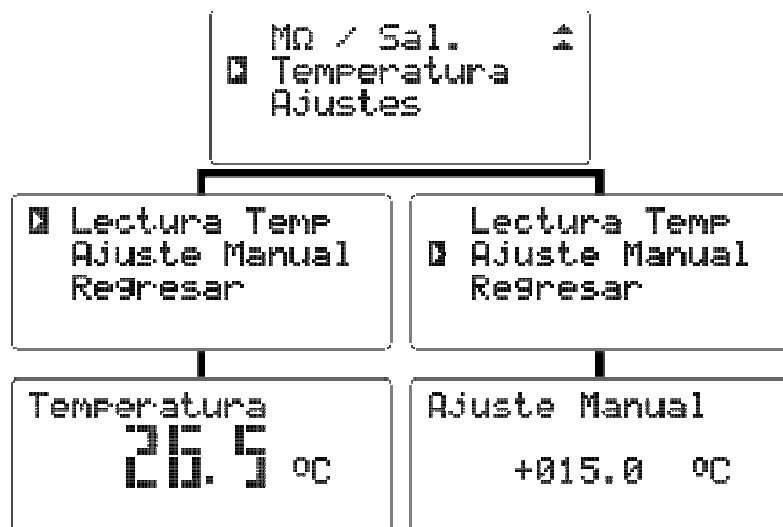 MΩ / Sal.
Temperatura
Ajustes
Lectura Temp
Ajuste Manual
Regresar
Lectura Temp
Ajuste Manual
Regresar
Temperatura
26.5 ºC
Ajuste Manual
+015.0 ºC